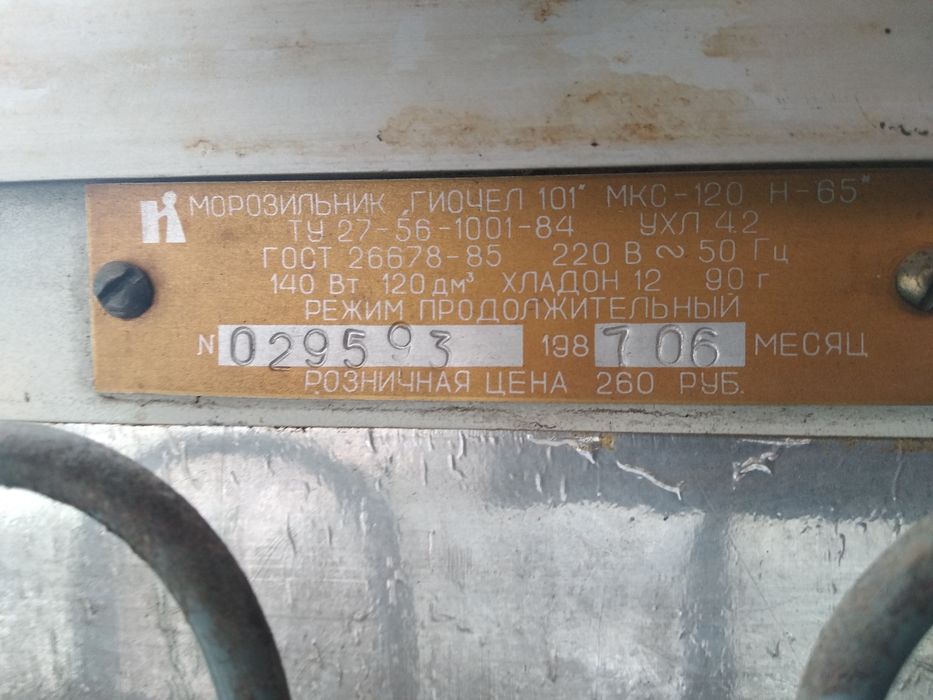 МОРОЗИЛЬНИК „ГИОЧЕЛ 101" МКС-120 Н-65*
ТУ 27-56-1001-84 УХЛ 4.2
ГОСТ 26678-85 220 В ~ 50 Гц
140 Вт 120 дм³ ХЛАДОН 12 90 г
РЕЖИМ ПРОДОЛЖИТЕЛЬНЫЙ
N 029593 198 7 06 МЕСЯЦ
РОЗНИЧНАЯ ЦЕНА 260 РУБ.